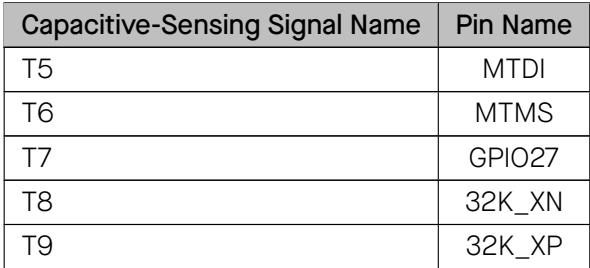 Capacitive-Sensing Signal Name Pin Name
T5 MTDI
T6 MTMS
T7 GPIO27
T8 32K_XN
T9 32K_XP